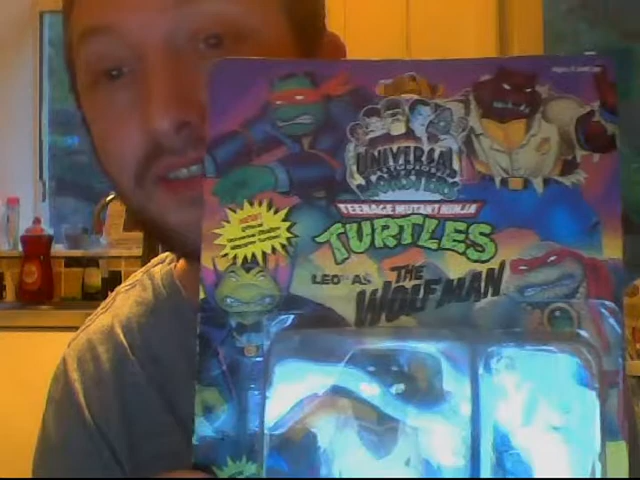 UNIVERSAL
MONSTERS
TEENAGE MUTANT NINJA
TURTLES
LEO AS THE
WOLFMAN